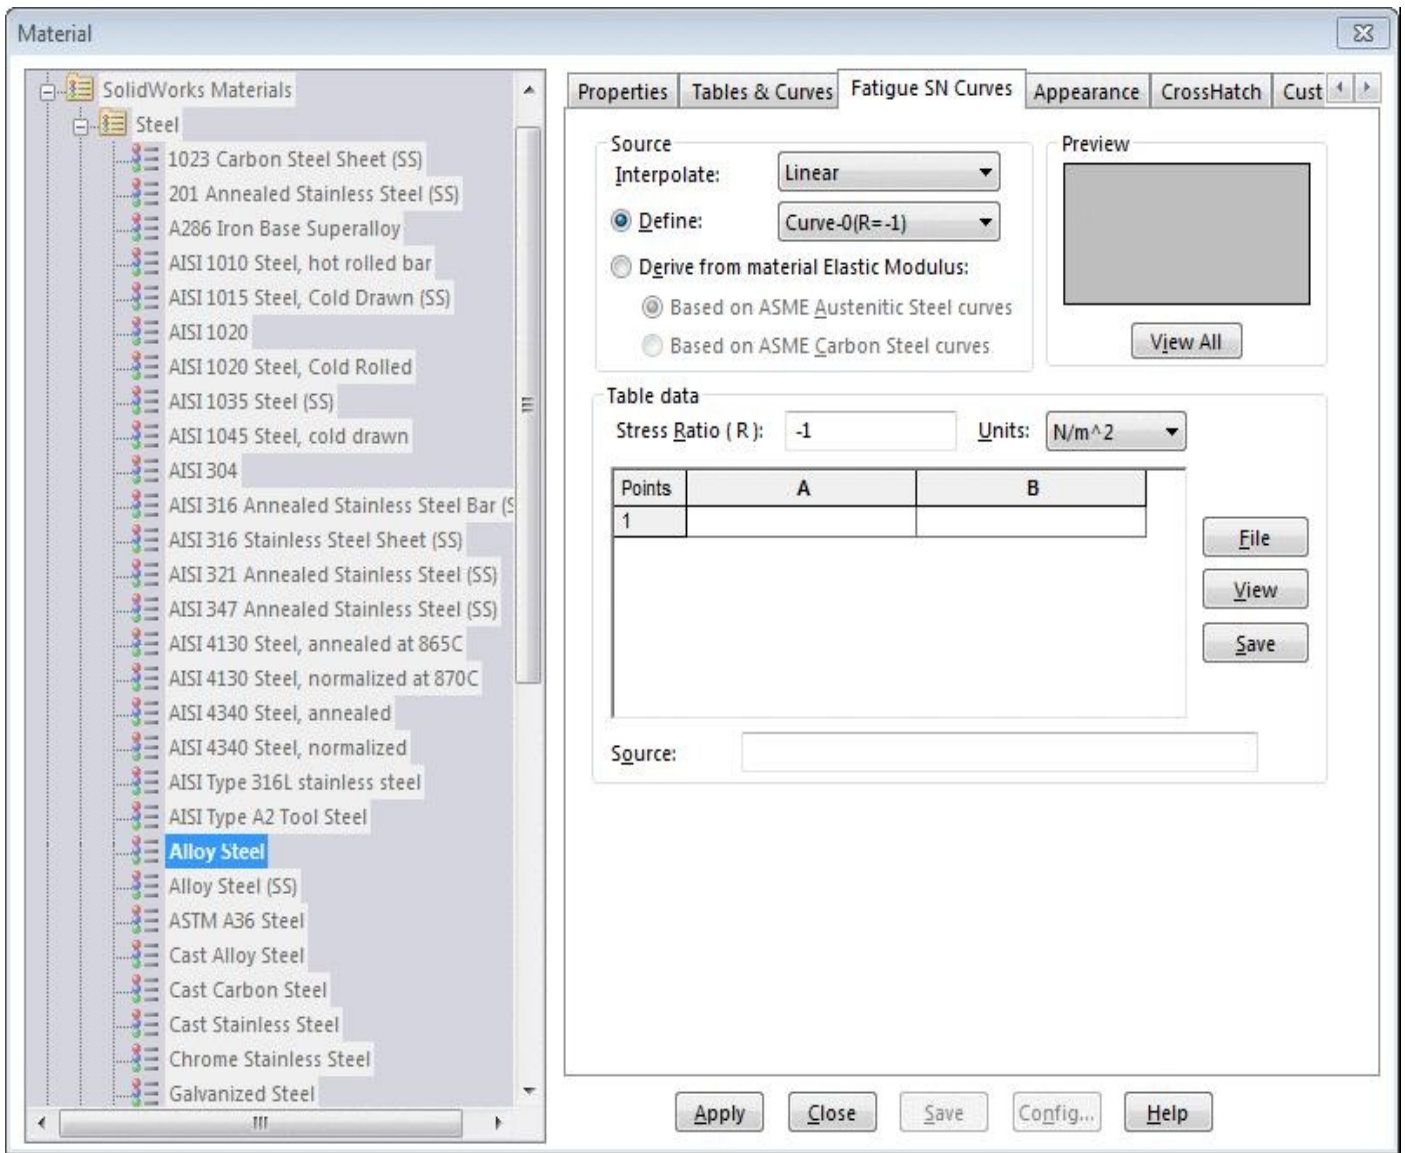 Material
SolidWorks Materials
Steel
1023 Carbon Steel Sheet (SS)
201 Annealed Stainless Steel (SS)
A286 Iron Base Superalloy
AISI 1010 Steel, hot rolled bar
AISI 1015 Steel, Cold Drawn (SS)
AISI 1020
AISI 1020 Steel, Cold Rolled
AISI 1035 Steel (SS)
AISI 1045 Steel, cold drawn
AISI 304
AISI 316 Annealed Stainless Steel Bar (S
AISI 316 Stainless Steel Sheet (SS)
AISI 321 Annealed Stainless Steel (SS)
AISI 347 Annealed Stainless Steel (SS)
AISI 4130 Steel, annealed at 865C
AISI 4130 Steel, normalized at 870C
AISI 4340 Steel, annealed
AISI 4340 Steel, normalized
AISI Type 316L stainless steel
AISI Type A2 Tool Steel
Alloy Steel
Alloy Steel (SS)
ASTM A36 Steel
Cast Alloy Steel
Cast Carbon Steel
Cast Stainless Steel
Chrome Stainless Steel
Galvanized Steel
Properties Tables & Curves Fatigue SN Curves Appearance CrossHatch Cust
Source
Interpolate: Linear
Define: Curve-0(R=-1)
Derive from material Elastic Modulus:
Based on ASME Austenitic Steel curves
Based on ASME Carbon Steel curves
Preview
View All
Table data
Stress Ratio ( R ): -1 Units: N/m^2
Points A B
1
File
View
Save
Source:
Apply Close Save Config... Help